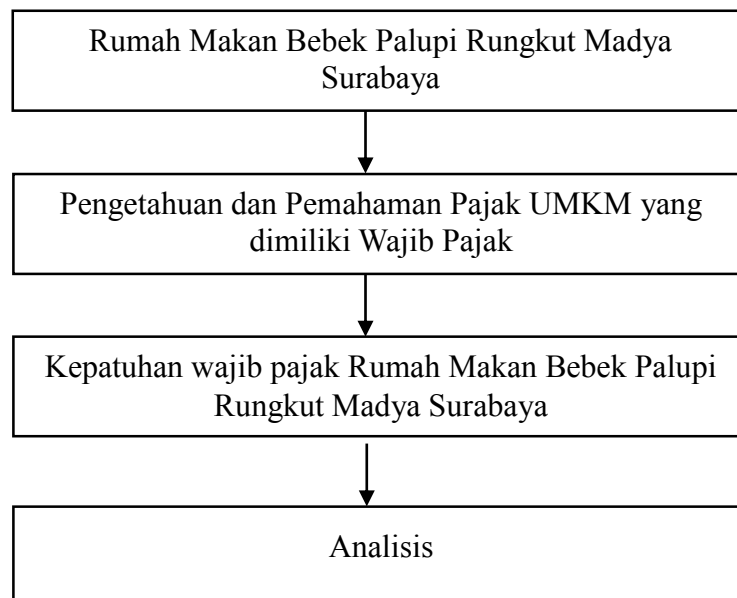 Rumah Makan Bebek Palupi Rungkut Madya
Surabaya
Pengetahuan dan Pemahaman Pajak UMKM yang
dimiliki Wajib Pajak
Kepatuhan wajib pajak Rumah Makan Bebek Palupi
Rungkut Madya Surabaya
Analisis